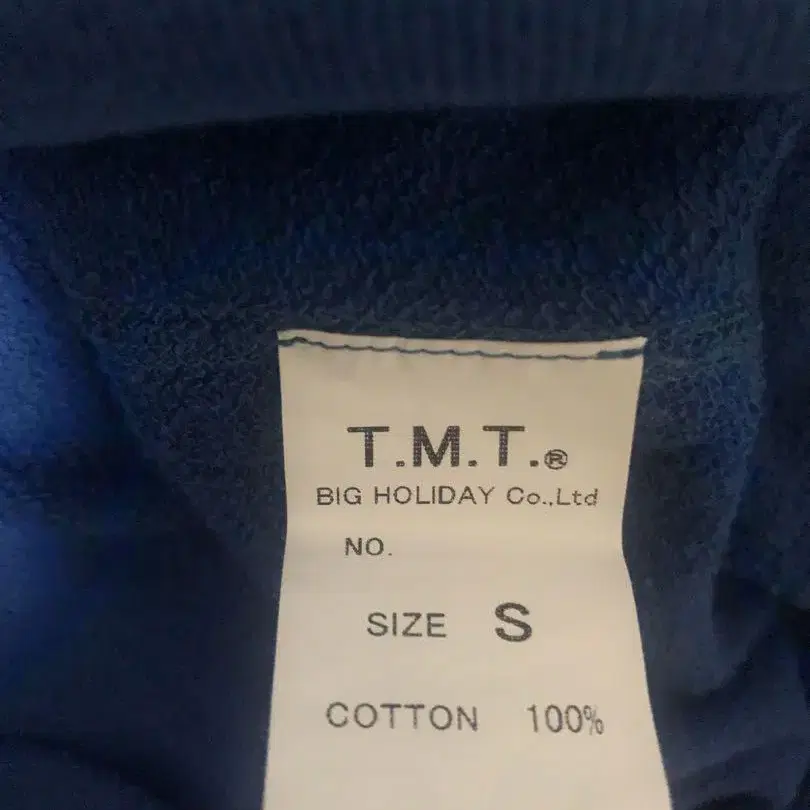 T.M.T.®
BIG HOLIDAY Co.,Ltd
NO.
SIZE S
COTTON 100%